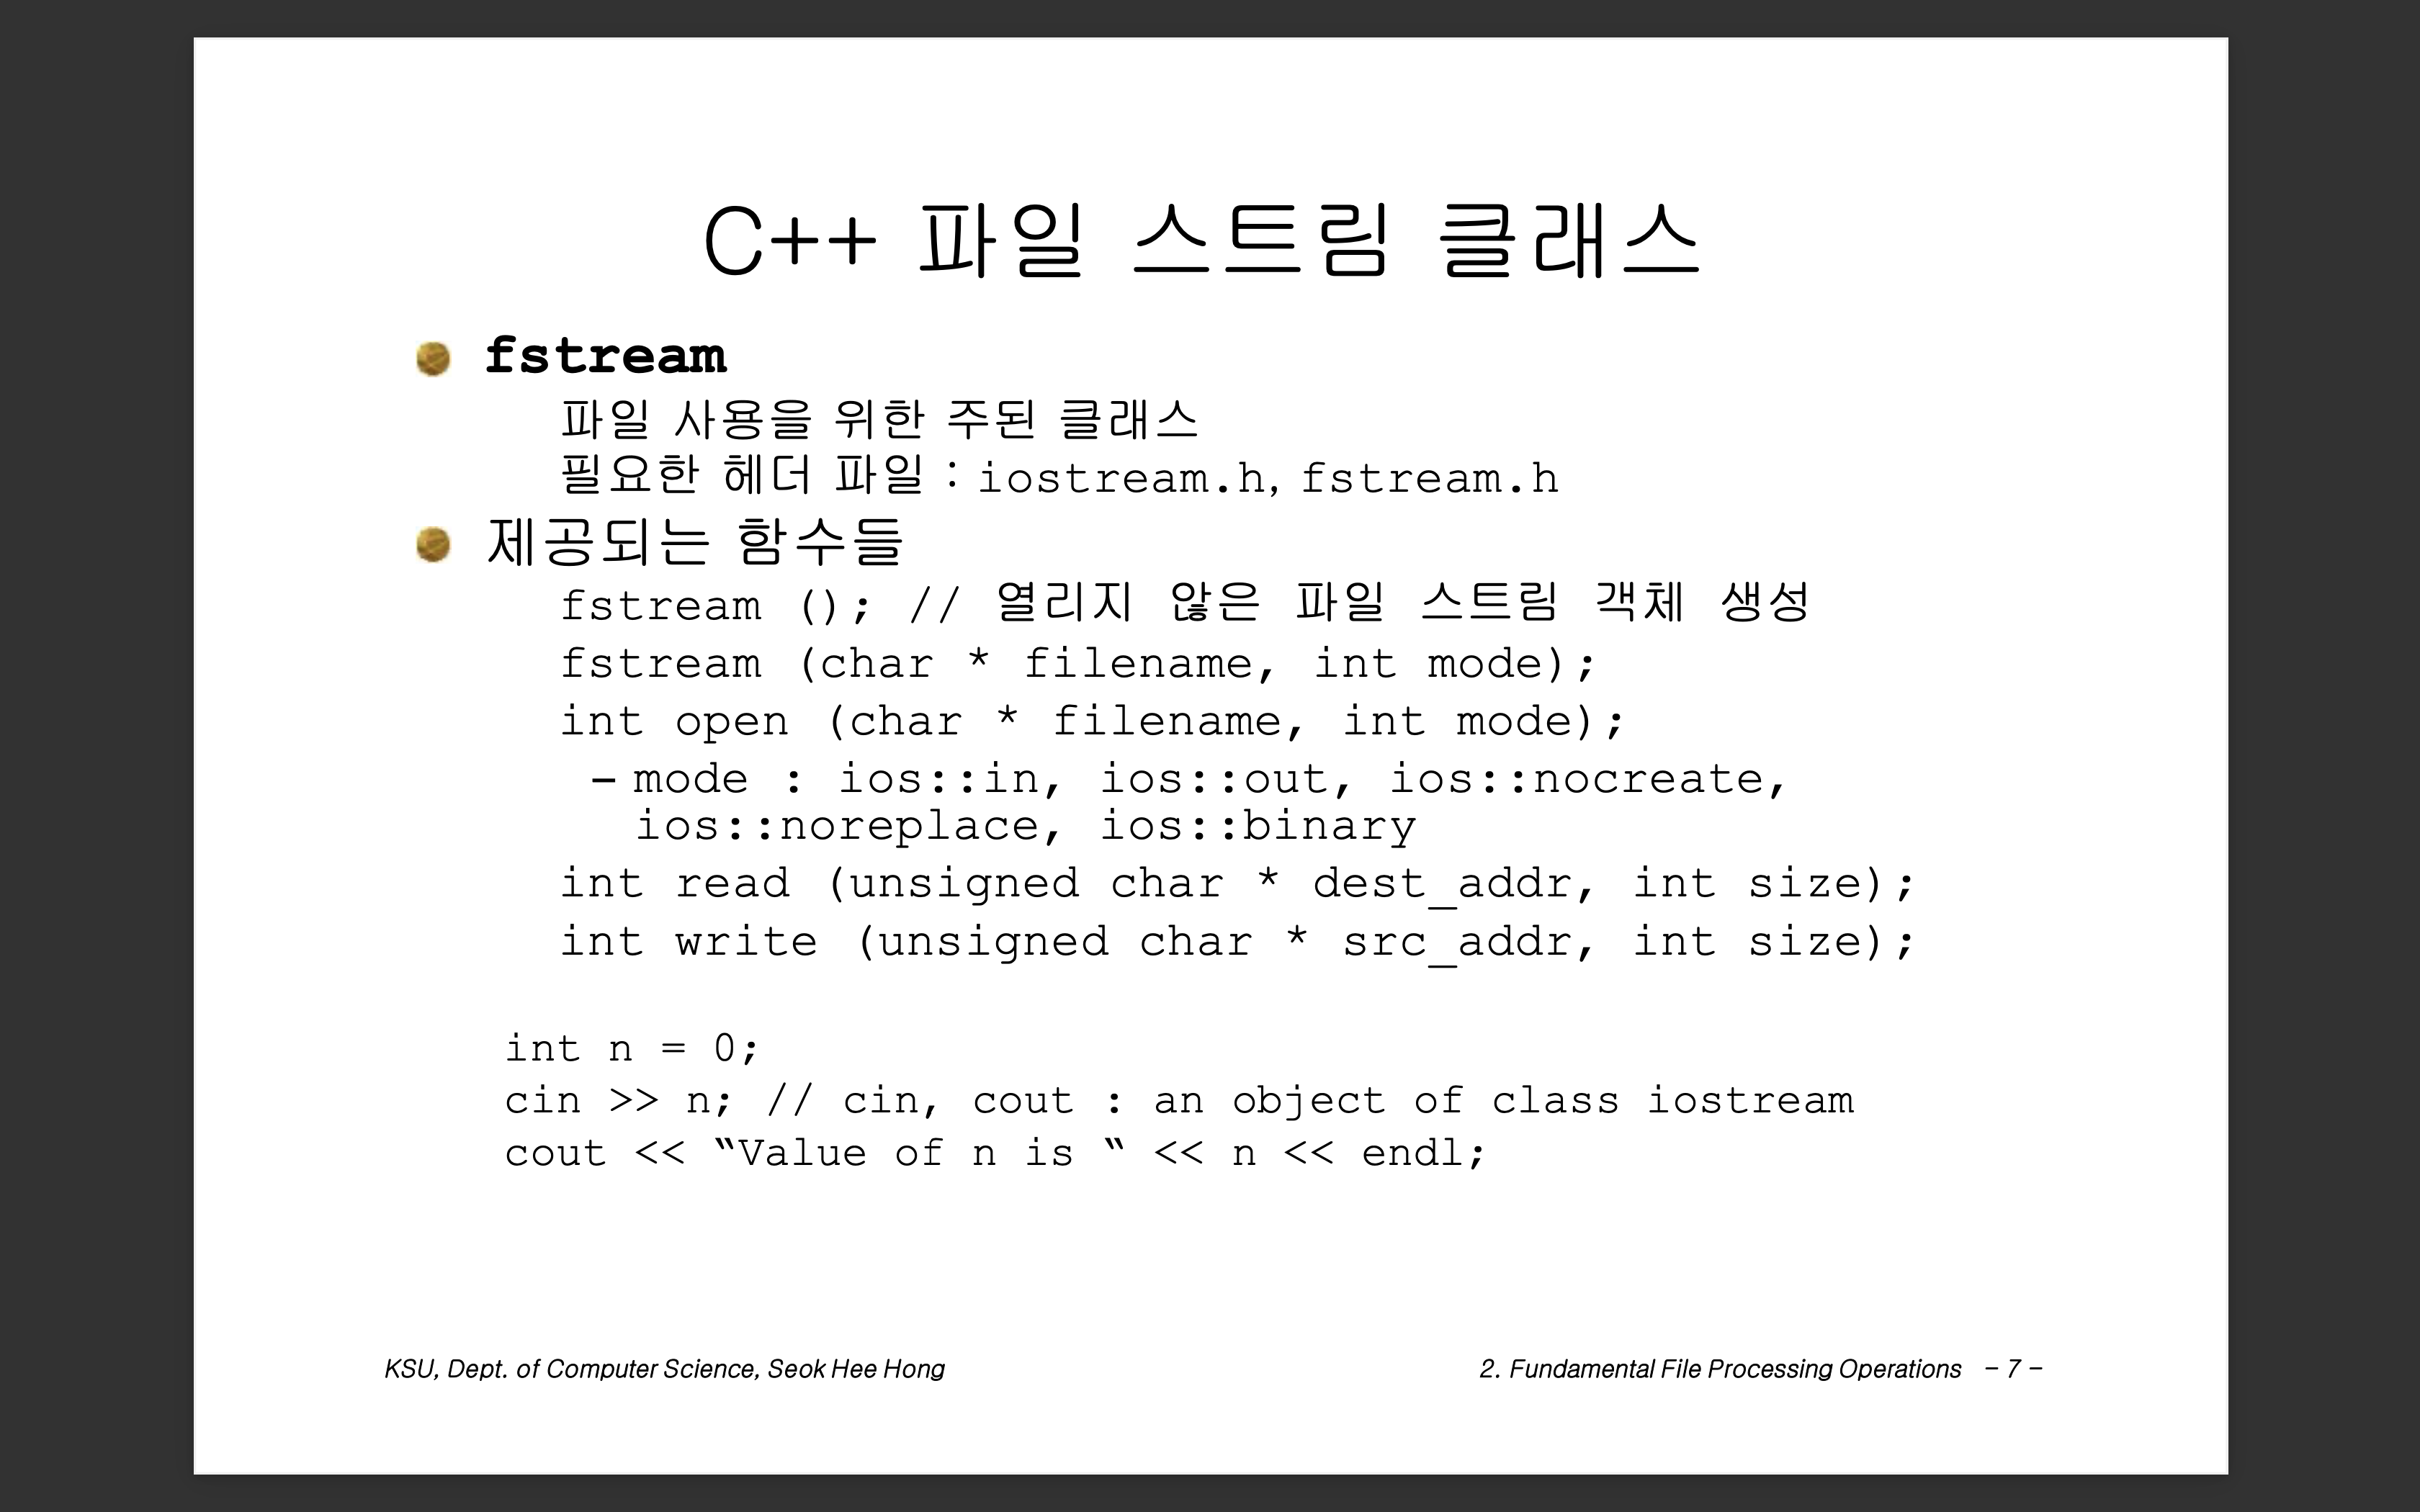 C++ 파일 스트림 클래스
fstream
파일 사용을 위한 주된 클래스
필요한 헤더 파일 : iostream.h, fstream.h
제공되는 함수들
fstream (); // 열리지 않은 파일 스트림 객체 생성
fstream (char * filename, int mode);
int open (char * filename, int mode);
– mode : ios::in, ios::out, ios::nocreate,
ios::noreplace, ios::binary
int read (unsigned char * dest_addr, int size);
int write (unsigned char * src_addr, int size);
int n = 0;
cin >> n; // cin, cout : an object of class iostream
cout << “Value of n is “ << n << endl;
KSU, Dept. of Computer Science, Seok Hee Hong
2. Fundamental File Processing Operations – 7 –